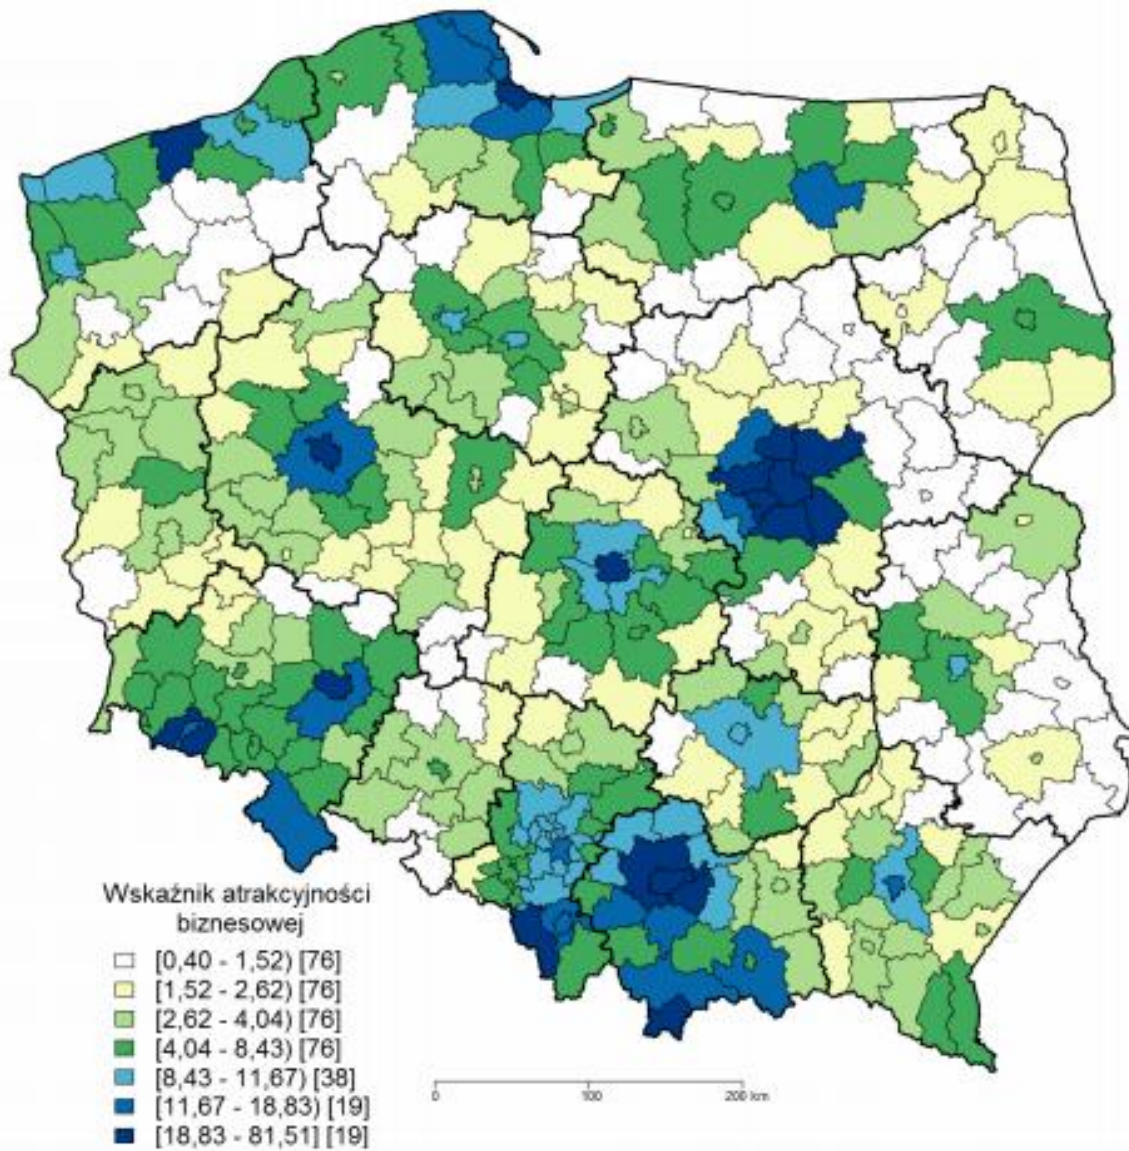 Wskaźnik atrakcyjności
biznesowej
[0,40 - 1,52) [76]
[1,52 - 2,62) [76]
[2,62 - 4,04) [76]
[4,04 - 8,43) [76]
[8,43 - 11,67) [38]
[11,67 - 18,83) [19]
[18,83 - 81,51] [19]
0 100 200 km